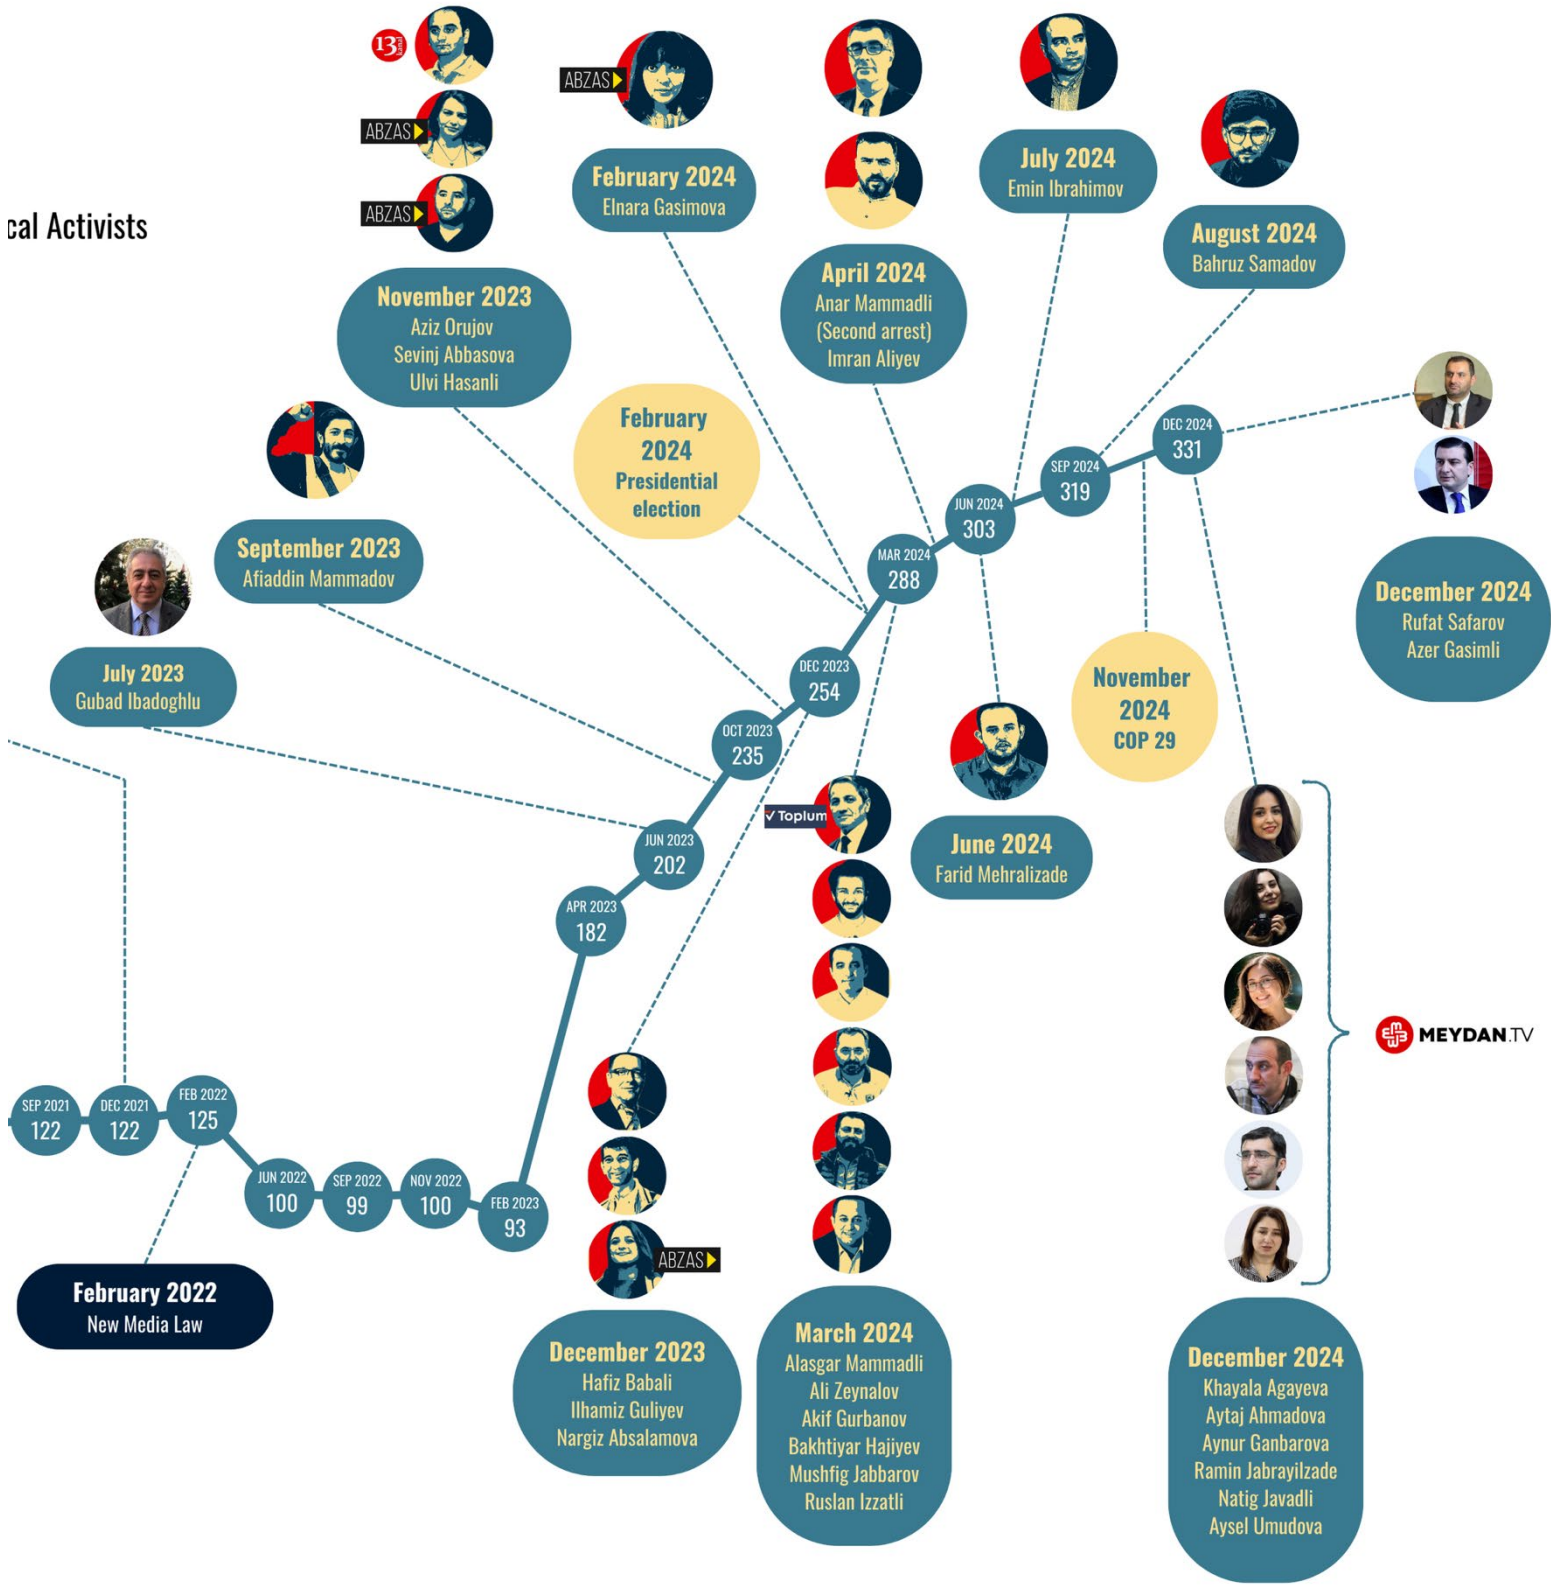 cal Activists
13
kanal
ABZAS
ABZAS
November 2023
Aziz Orujov
Sevinj Abbasova
Ulvi Hasanli
ABZAS
February 2024
Elnara Gasimova
April 2024
Anar Mammadli
(Second arrest)
Imran Aliyev
July 2024
Emin Ibrahimov
August 2024
Bahruz Samadov
September 2023
Afiaddin Mammadov
July 2023
Gubad Ibadoghlu
February
2024
Presidential
election
December 2024
Rufat Safarov
Azer Gasimli
SEP 2021
122
DEC 2021
122
FEB 2022
125
JUN 2022
100
SEP 2022
99
NOV 2022
100
FEB 2023
93
APR 2023
182
JUN 2023
202
OCT 2023
235
DEC 2023
254
MAR 2024
288
JUN 2024
303
SEP 2024
319
DEC 2024
331
February 2022
New Media Law
ABZAS
December 2023
Hafiz Babali
Ilhamiz Guliyev
Nargiz Absalamova
Toplum
March 2024
Alasgar Mammadli
Ali Zeynalov
Akif Gurbanov
Bakhtiyar Hajiyev
Mushfig Jabbarov
Ruslan Izzatli
June 2024
Farid Mehralizade
November
2024
COP 29
MEYDAN.TV
December 2024
Khayala Agayeva
Aytaj Ahmadova
Aynur Ganbarova
Ramin Jabrayilzade
Natig Javadli
Aysel Umudova